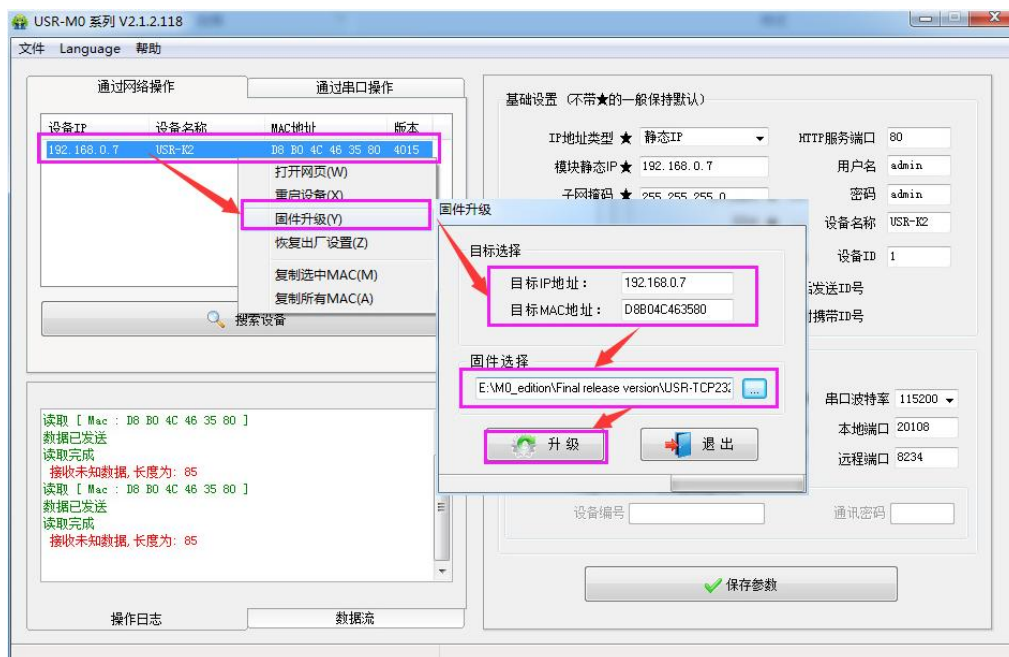 USR-M0 系列 V2.1.2.118
文件 Language 帮助
通过网络操作 通过串口操作
设备IP 设备名称 MAC地址 版本
192.168.0.7 USR-K2 D8 B0 4C 46 35 80 4015
打开网页(W)
重启设备(X)
固件升级(Y)
恢复出厂设置(Z)
复制选中MAC(M)
复制所有MAC(A)
搜索设备
读取 [ Mac : D8 B0 4C 46 35 80 ]
数据已发送
读取完成
接收未知数据,长度为: 85
读取 [ Mac : D8 B0 4C 46 35 80 ]
数据已发送
读取完成
接收未知数据,长度为: 85
操作日志 数据流
基础设置 (不带★的一般保持默认)
IP地址类型 ★ 静态IP HTTP服务端口 80
模块静态IP★ 192.168.0.7 用户名 admin
子网掩码 ★ 255.255.255.0 密码 admin
设备名称 USR-K2
设备ID 1
发送ID号
携带ID号
固件升级
目标选择
目标IP地址: 192.168.0.7
目标MAC地址: D8B04C463580
固件选择
E:\M0_edition\Final release version\USR-TCP232 ...
升级 退出
串口波特率 115200
本地端口 20108
远程端口 8234
设备编号 通讯密码
保存参数